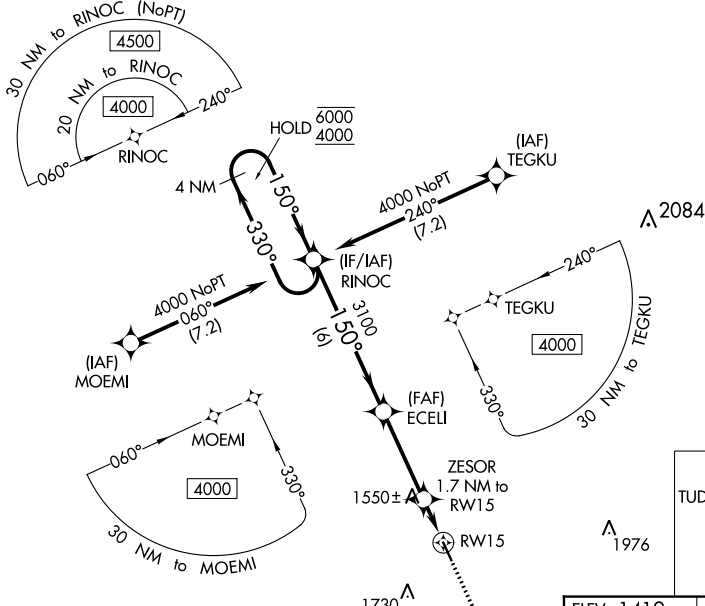 30 NM to RINOC (NoPT)
4500
20 NM to RINOC
4000
240°
060°
RINOC
HOLD 6000
4000
4 NM
150°
330°
(IAF)
TEGKU
4000 NoPT
240°
(7.2)
2084
(IF/IAF)
RINOC
4000 NoPT
060°
(7.2)
(IAF)
MOEMI
3100
150°
(6)
240°
TEGKU
4000
330°
30 NM to TEGKU
(FAF)
ECELI
MOEMI
060°
4000
330°
30 NM to MOEMI
ZESOR
1.7 NM to
RW15
1550±
RW15
TUD
1976
1730
ELEV 1419